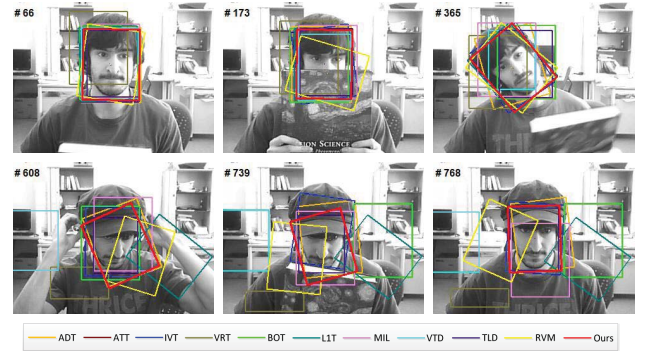 # 66
# 173
# 365
ION SCIENCE
THE
# 608
# 739
# 768
ADT ATT IVT VRT BOT L1T MIL VTD TLD RVM Ours